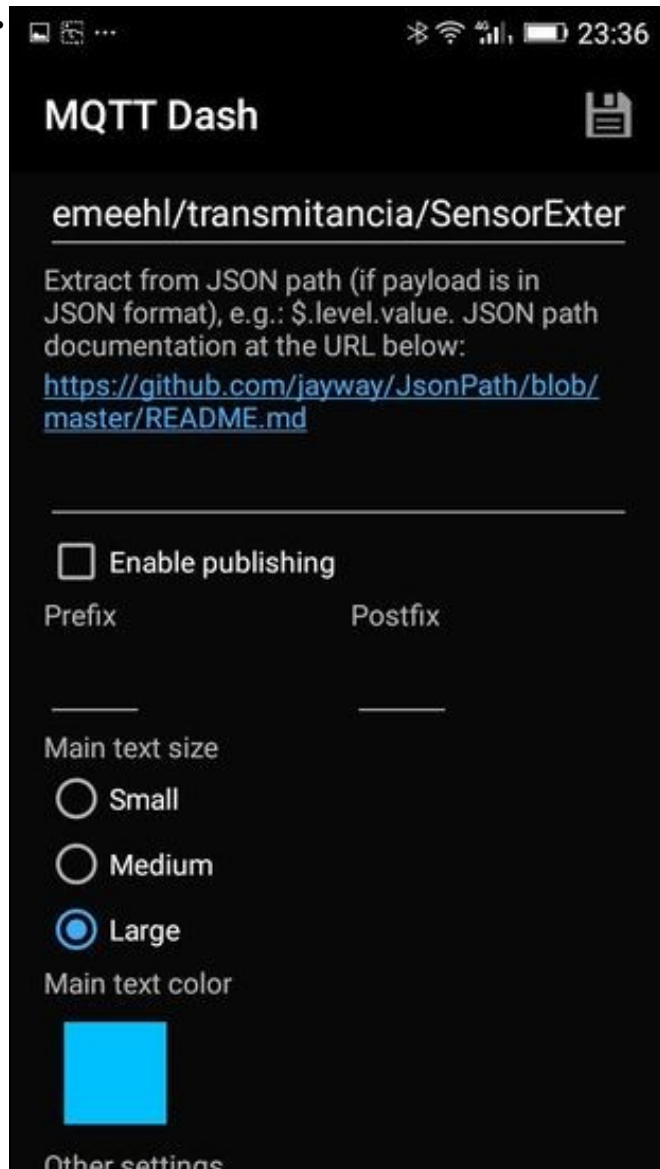 23:36
MQTT Dash
emeehl/transmitancia/SensorExter
Extract from JSON path (if payload is in
JSON format), e.g.: $.level.value. JSON path
documentation at the URL below:
https://github.com/jayway/JsonPath/blob/
master/README.md
Enable publishing
Prefix Postfix
Main text size
Small
Medium
Large
Main text color
Other settings